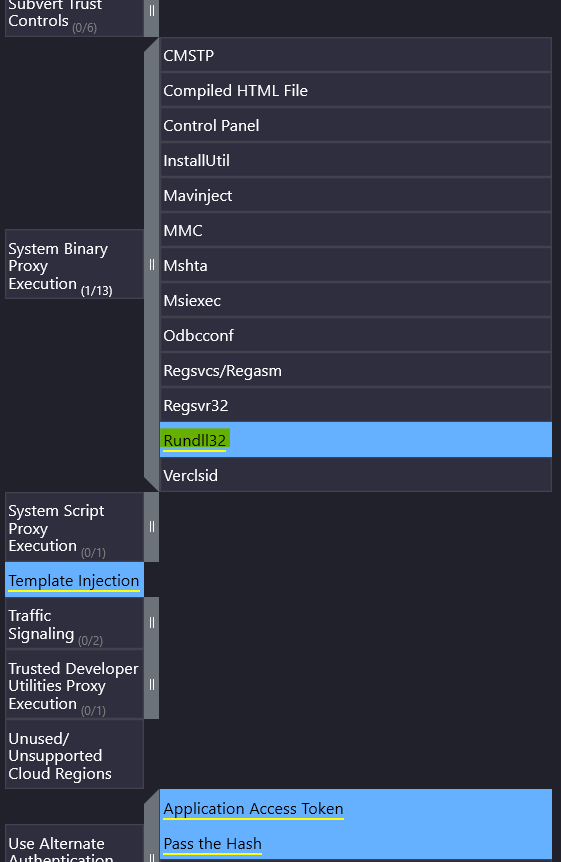 Subvert Trust
Controls (0/6)
CMSTP
Compiled HTML File
Control Panel
InstallUtil
Mavinject
MMC
Mshta
Msiexec
Odbcconf
Regsvcs/Regasm
Regsvr32
Rundll32
Verclsid
System Binary
Proxy
Execution (1/13)
System Script
Proxy
Execution (0/1)
Template Injection
Traffic
Signaling (0/2)
Trusted Developer
Utilities Proxy
Execution (0/1)
Unused/
Unsupported
Cloud Regions
Use Alternate
Authentication
Application Access Token
Pass the Hash